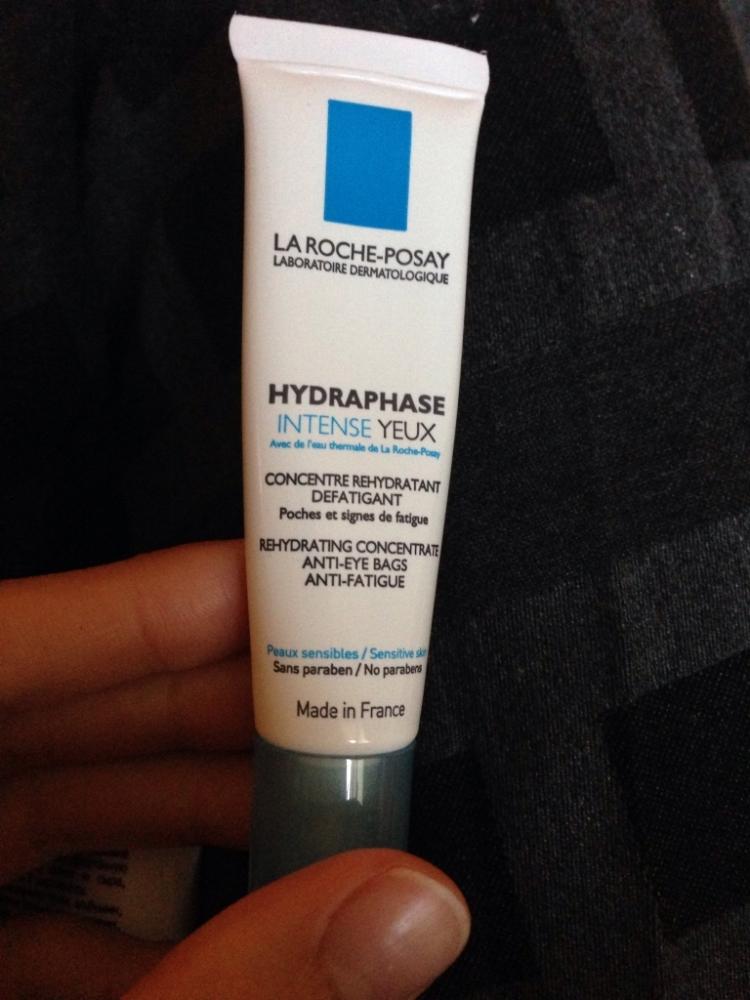 LA ROCHE-POSAY
LABORATOIRE DERMATOLOGIQUE
HYDRAPHASE
INTENSE YEUX
Avec de l'eau thermale de La Roche-Posay
CONCENTRE REHYDRATANT
DEFATIGANT
Poches et signes de fatigue
REHYDRATING CONCENTRATE
ANTI-EYE BAGS
ANTI-FATIGUE
Peaux sensibles / Sensitive skin
Sans paraben / No parabens
Made in France